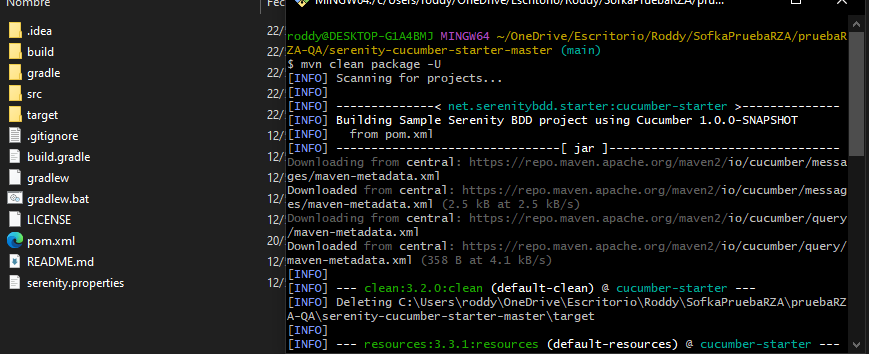 Nombre
Fec
.idea
22/
build
22/
gradle
22/
src
22/
target
22/
.gitignore
12/
build.gradle
12/
gradlew
12/
gradlew.bat
12/
LICENSE
12/
pom.xml
20/
README.md
12/
serenity.properties
12/
MINGW64:/c/Users/roddy/OneDrive/Escritorio/Roddy/SofkaPruebaRZA/pru...
roddy@DESKTOP-G1A4BMJ MINGW64 ~/OneDrive/Escritorio/Roddy/SofkaPruebaRZA/pruebaR
ZA-QA/serenity-cucumber-starter-master (main)
$ mvn clean package -U
[INFO] Scanning for projects...
[INFO]
[INFO] --------------< net.serenitybdd.starter:cucumber-starter >--------------
[INFO] Building Sample Serenity BDD project using Cucumber 1.0.0-SNAPSHOT
[INFO]   from pom.xml
[INFO] --------------------------------[ jar ]---------------------------------
Downloading from central: https://repo.maven.apache.org/maven2/io/cucumber/messa
ges/maven-metadata.xml
Downloaded from central: https://repo.maven.apache.org/maven2/io/cucumber/messag
es/maven-metadata.xml (2.5 kB at 2.5 kB/s)
Downloading from central: https://repo.maven.apache.org/maven2/io/cucumber/query
/maven-metadata.xml
Downloaded from central: https://repo.maven.apache.org/maven2/io/cucumber/query/
maven-metadata.xml (358 B at 4.1 kB/s)
[INFO]
[INFO] --- clean:3.2.0:clean (default-clean) @ cucumber-starter ---
[INFO] Deleting C:\Users\roddy\OneDrive\Escritorio\Roddy\SofkaPruebaRZA\pruebaRZ
A-QA\serenity-cucumber-starter-master\target
[INFO]
[INFO] --- resources:3.3.1:resources (default-resources) @ cucumber-starter ---